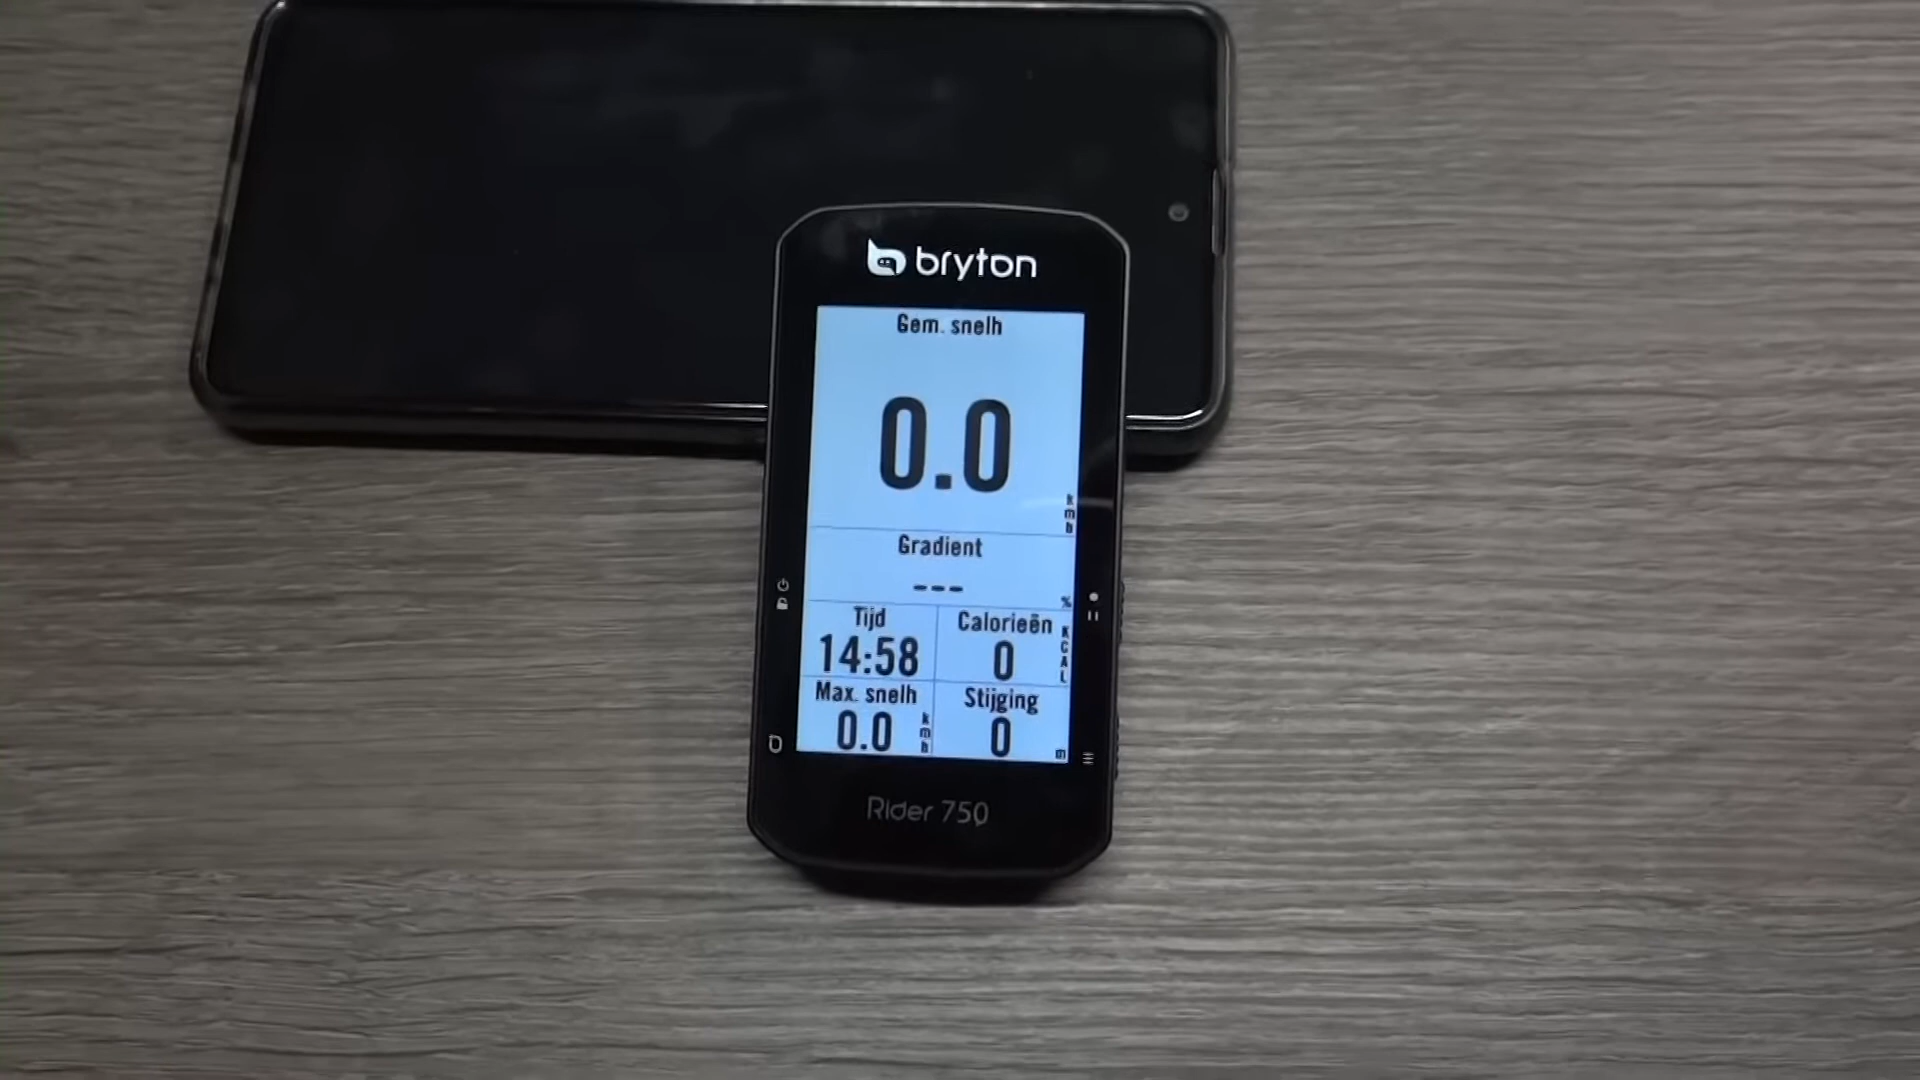 bryton
Gem. snelh
0.0
kmh
Gradient
---
%
Tijd
14:58
Calorieën
0
KCAL
Max. snelh
0.0
kmh
Stijging
0
m
Rider 750